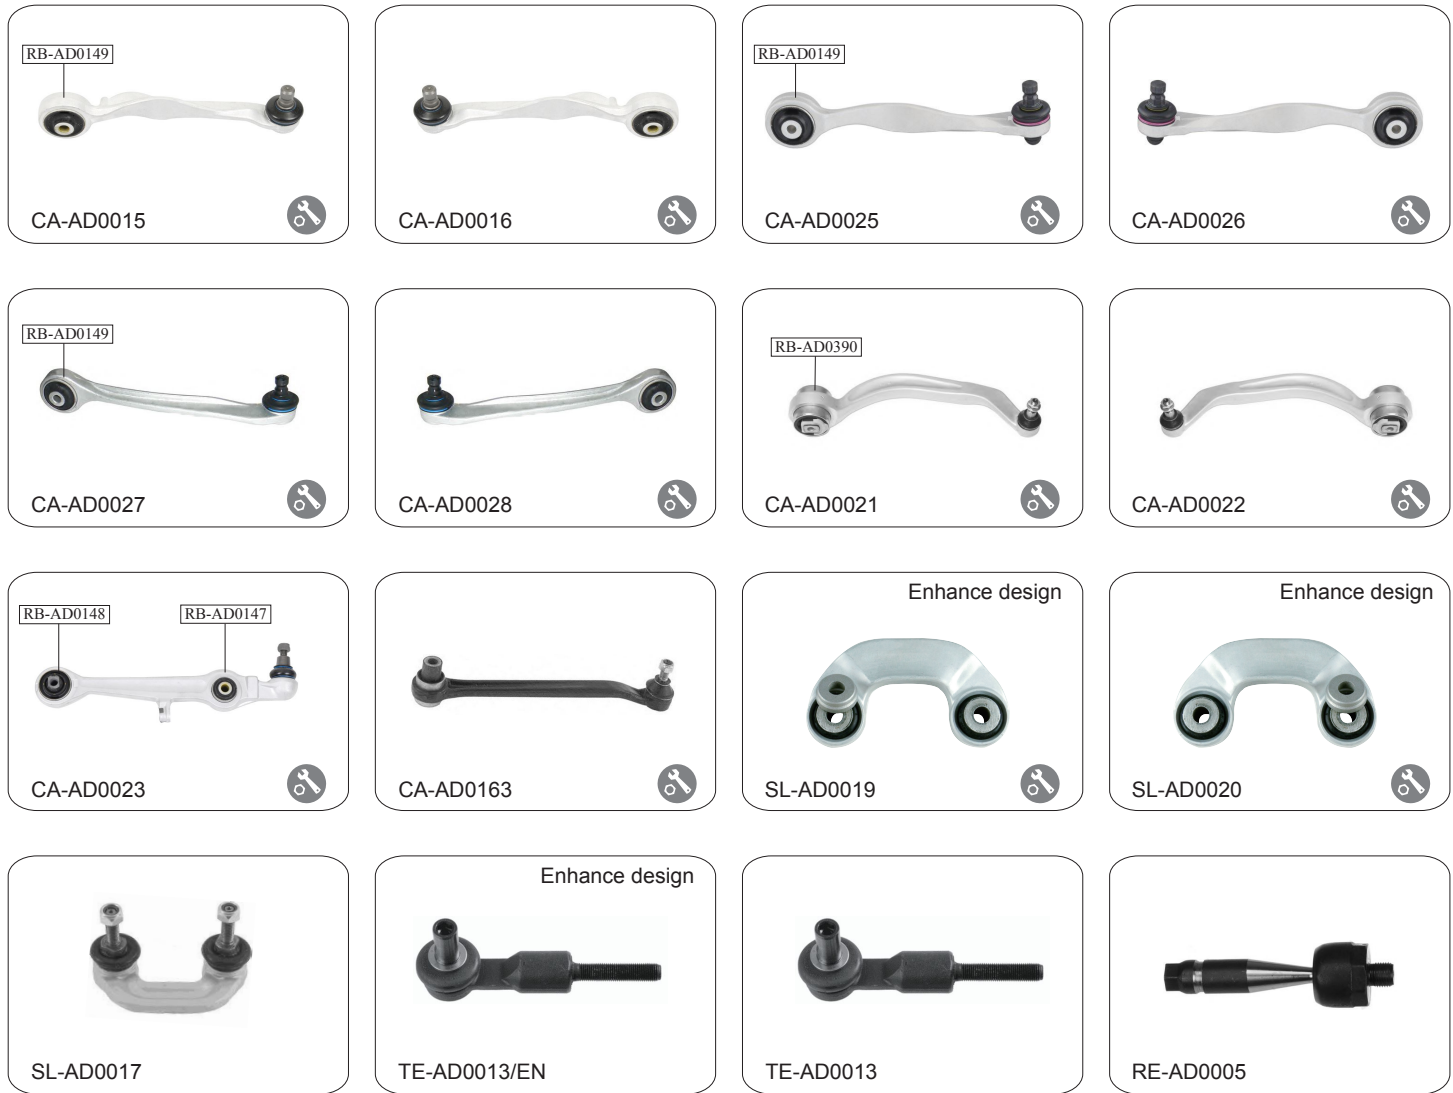 RB-AD0149
CA-AD0015
CA-AD0016
RB-AD0149
CA-AD0025
CA-AD0026
RB-AD0149
CA-AD0027
CA-AD0028
RB-AD0390
CA-AD0021
CA-AD0022
RB-AD0148
RB-AD0147
CA-AD0023
CA-AD0163
Enhance design
SL-AD0019
Enhance design
SL-AD0020
SL-AD0017
Enhance design
TE-AD0013/EN
TE-AD0013
RE-AD0005